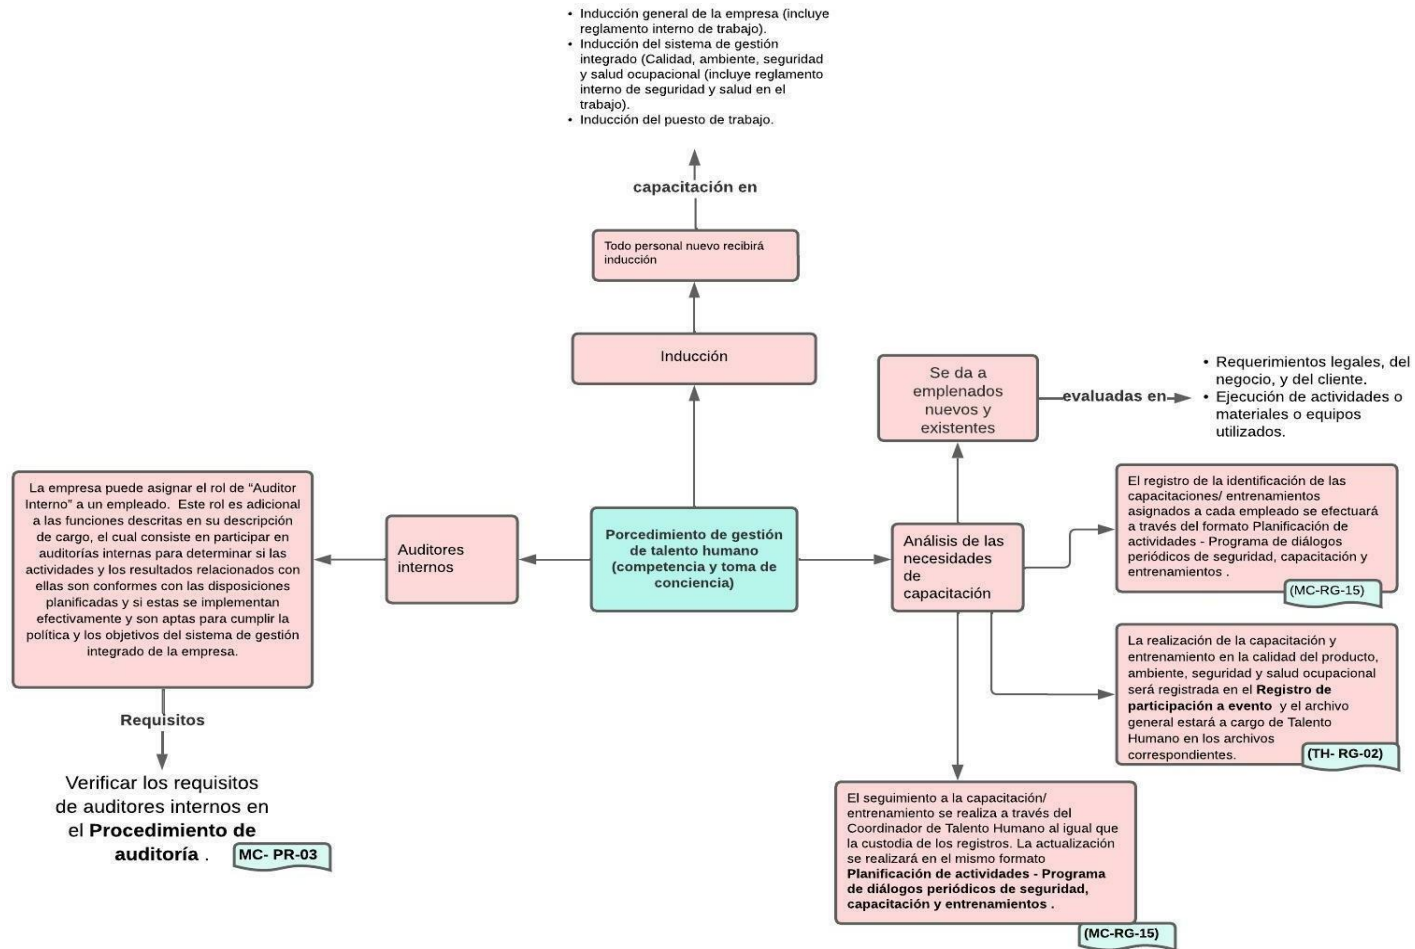 • Inducción general de la empresa (incluye
reglamento interno de trabajo).
• Inducción del sistema de gestión
integrado (Calidad, ambiente, seguridad
y salud ocupacional (incluye reglamento
interno de seguridad y salud en el
trabajo).
• Inducción del puesto de trabajo.
capacitación en
Todo personal nuevo recibirá
inducción
Inducción
Se da a
emplenados
nuevos y
existentes
evaluadas en
• Requerimientos legales, del
negocio, y del cliente.
• Ejecución de actividades o
materiales o equipos
utilizados.
La empresa puede asignar el rol de “Auditor
Interno” a un empleado. Este rol es adicional
a las funciones descritas en su descripción
de cargo, el cual consiste en participar en
auditorías internas para determinar si las
actividades y los resultados relacionados con
ellas son conformes con las disposiciones
planificadas y si estas se implementan
efectivamente y son aptas para cumplir la
política y los objetivos del sistema de gestión
integrado de la empresa.
Auditores
internos
Porcedimiento de gestión
de talento humano
(competencia y toma de
conciencia)
Análisis de las
necesidades
de
capacitación
El registro de la identificación de las
capacitaciones/ entrenamientos
asignados a cada empleado se efectuará
a través del formato Planificación de
actividades - Programa de diálogos
periódicos de seguridad, capacitación y
entrenamientos .
(MC-RG-15)
La realización de la capacitación y
entrenamiento en la calidad del producto,
ambiente, seguridad y salud ocupacional
será registrada en el Registro de
participación a evento y el archivo
general estará a cargo de Talento
Humano en los archivos
correspondientes.
(TH- RG-02)
Requisitos
Verificar los requisitos
de auditores internos en
el Procedimiento de
auditoría .
MC- PR-03
El seguimiento a la capacitación/
entrenamiento se realiza a través del
Coordinador de Talento Humano al igual que
la custodia de los registros. La actualización
se realizará en el mismo formato
Planificación de actividades - Programa
de diálogos periódicos de seguridad,
capacitación y entrenamientos .
(MC-RG-15)